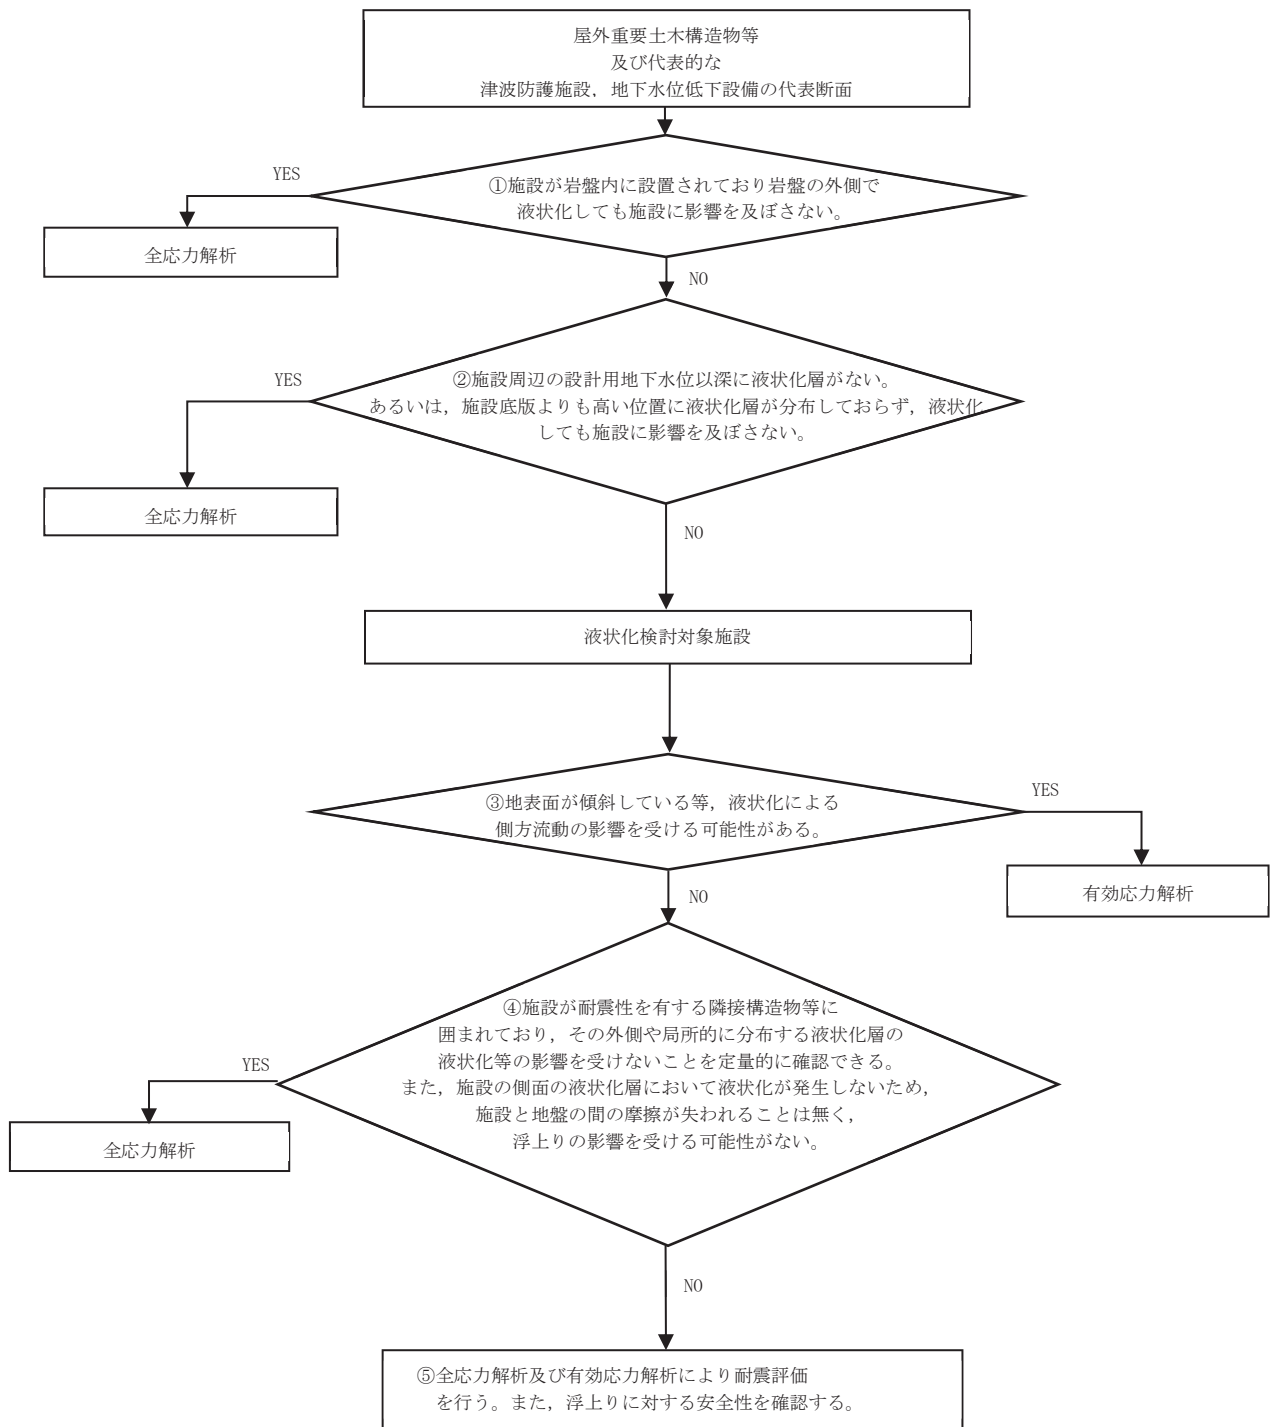 屋外重要土木構造物等
及び代表的な
津波防護施設，地下水位低下設備の代表断面
YES
①施設が岩盤内に設置されており岩盤の外側で
液状化しても施設に影響を及ぼさない。
全応力解析
NO
YES
②施設周辺の設計用地下水位以深に液状化層がない。
あるいは，施設底版よりも高い位置に液状化層が分布しておらず，液状化
しても施設に影響を及ぼさない。
全応力解析
NO
液状化検討対象施設
YES
③地表面が傾斜している等，液状化による
側方流動の影響を受ける可能性がある。
有効応力解析
NO
④施設が耐震性を有する隣接構造物等に
囲まれており，その外側や局所的に分布する液状化層の
液状化等の影響を受けないことを定量的に確認できる。
YES
また，施設の側面の液状化層において液状化が発生しないため，
施設と地盤の間の摩擦が失われることは無く，
浮上りの影響を受ける可能性がない。
全応力解析
NO
⑤全応力解析及び有効応力解析により耐震評価
を行う。また，浮上りに対する安全性を確認する。